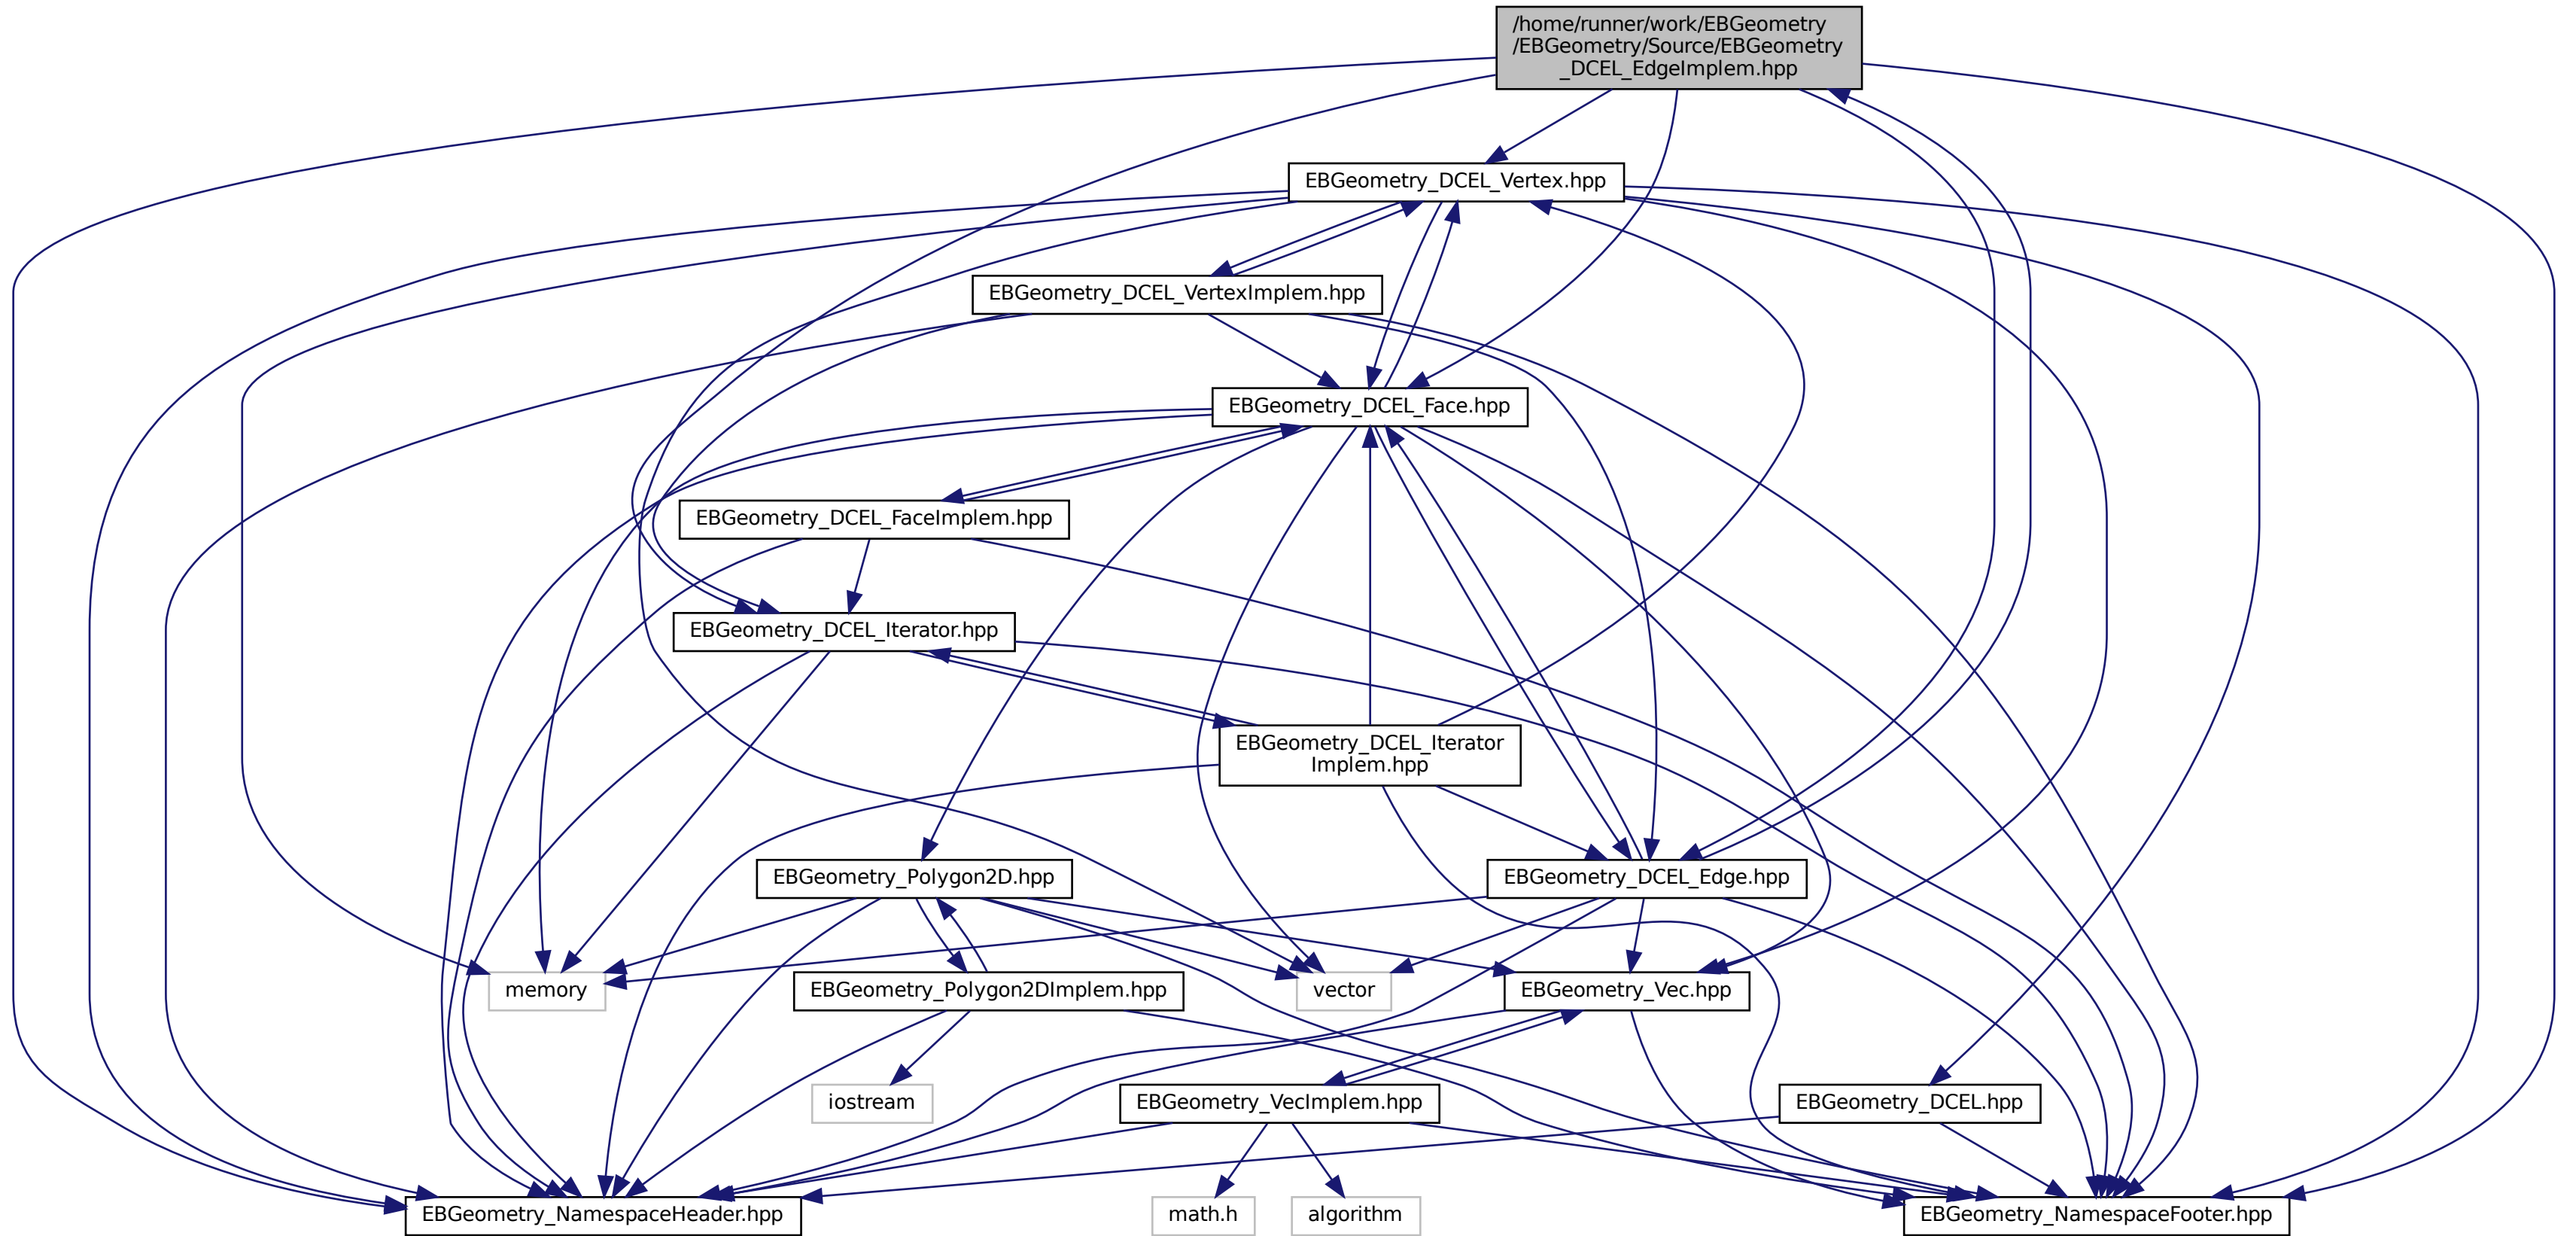 /home/runner/work/EBGeometry
/EBGeometry/Source/EBGeometry
_DCEL_EdgeImplem.hpp
EBGeometry_DCEL_Vertex.hpp
EBGeometry_DCEL_VertexImplem.hpp
EBGeometry_DCEL_Face.hpp
EBGeometry_DCEL_FaceImplem.hpp
EBGeometry_DCEL_Iterator.hpp
EBGeometry_DCEL_Iterator
Implem.hpp
EBGeometry_Polygon2D.hpp
EBGeometry_DCEL_Edge.hpp
memory
EBGeometry_Polygon2DImplem.hpp
vector
EBGeometry_Vec.hpp
iostream
EBGeometry_VecImplem.hpp
EBGeometry_DCEL.hpp
EBGeometry_NamespaceHeader.hpp
math.h
algorithm
EBGeometry_NamespaceFooter.hpp